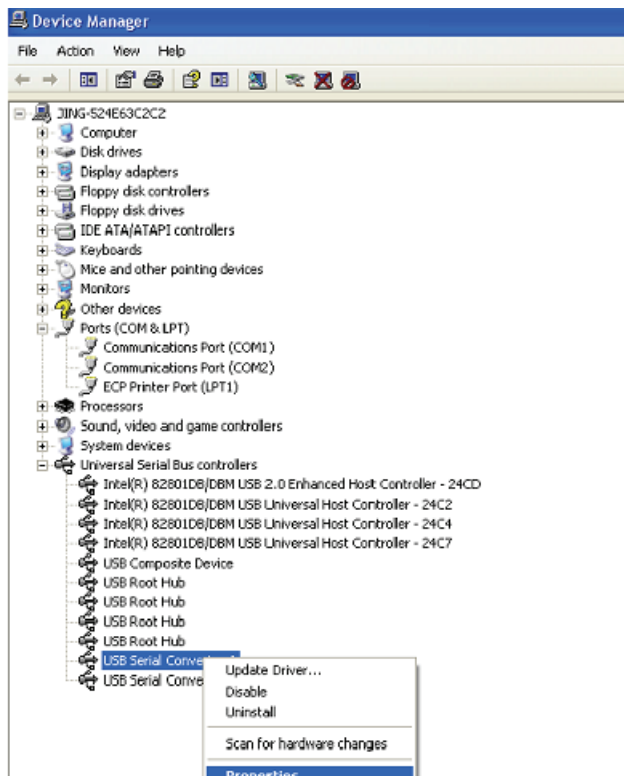 Device Manager
File Action View Help
JING-524E63C2C2
Computer
Disk drives
Display adapters
Floppy disk controllers
Floppy disk drives
IDE ATA/ATAPI controllers
Keyboards
Mice and other pointing devices
Monitors
Other devices
Ports (COM & LPT)
Communications Port (COM1)
Communications Port (COM2)
ECP Printer Port (LPT1)
Processors
Sound, video and game controllers
System devices
Universal Serial Bus controllers
Intel(R) 82801DB/DBM USB 2.0 Enhanced Host Controller - 24CD
Intel(R) 82801DB/DBM USB Universal Host Controller - 24C2
Intel(R) 82801DB/DBM USB Universal Host Controller - 24C4
Intel(R) 82801DB/DBM USB Universal Host Controller - 24C7
USB Composite Device
USB Root Hub
USB Root Hub
USB Root Hub
USB Root Hub
USB Serial Conve
USB Serial Conve
Update Driver...
Disable
Uninstall
Scan for hardware changes
Properties